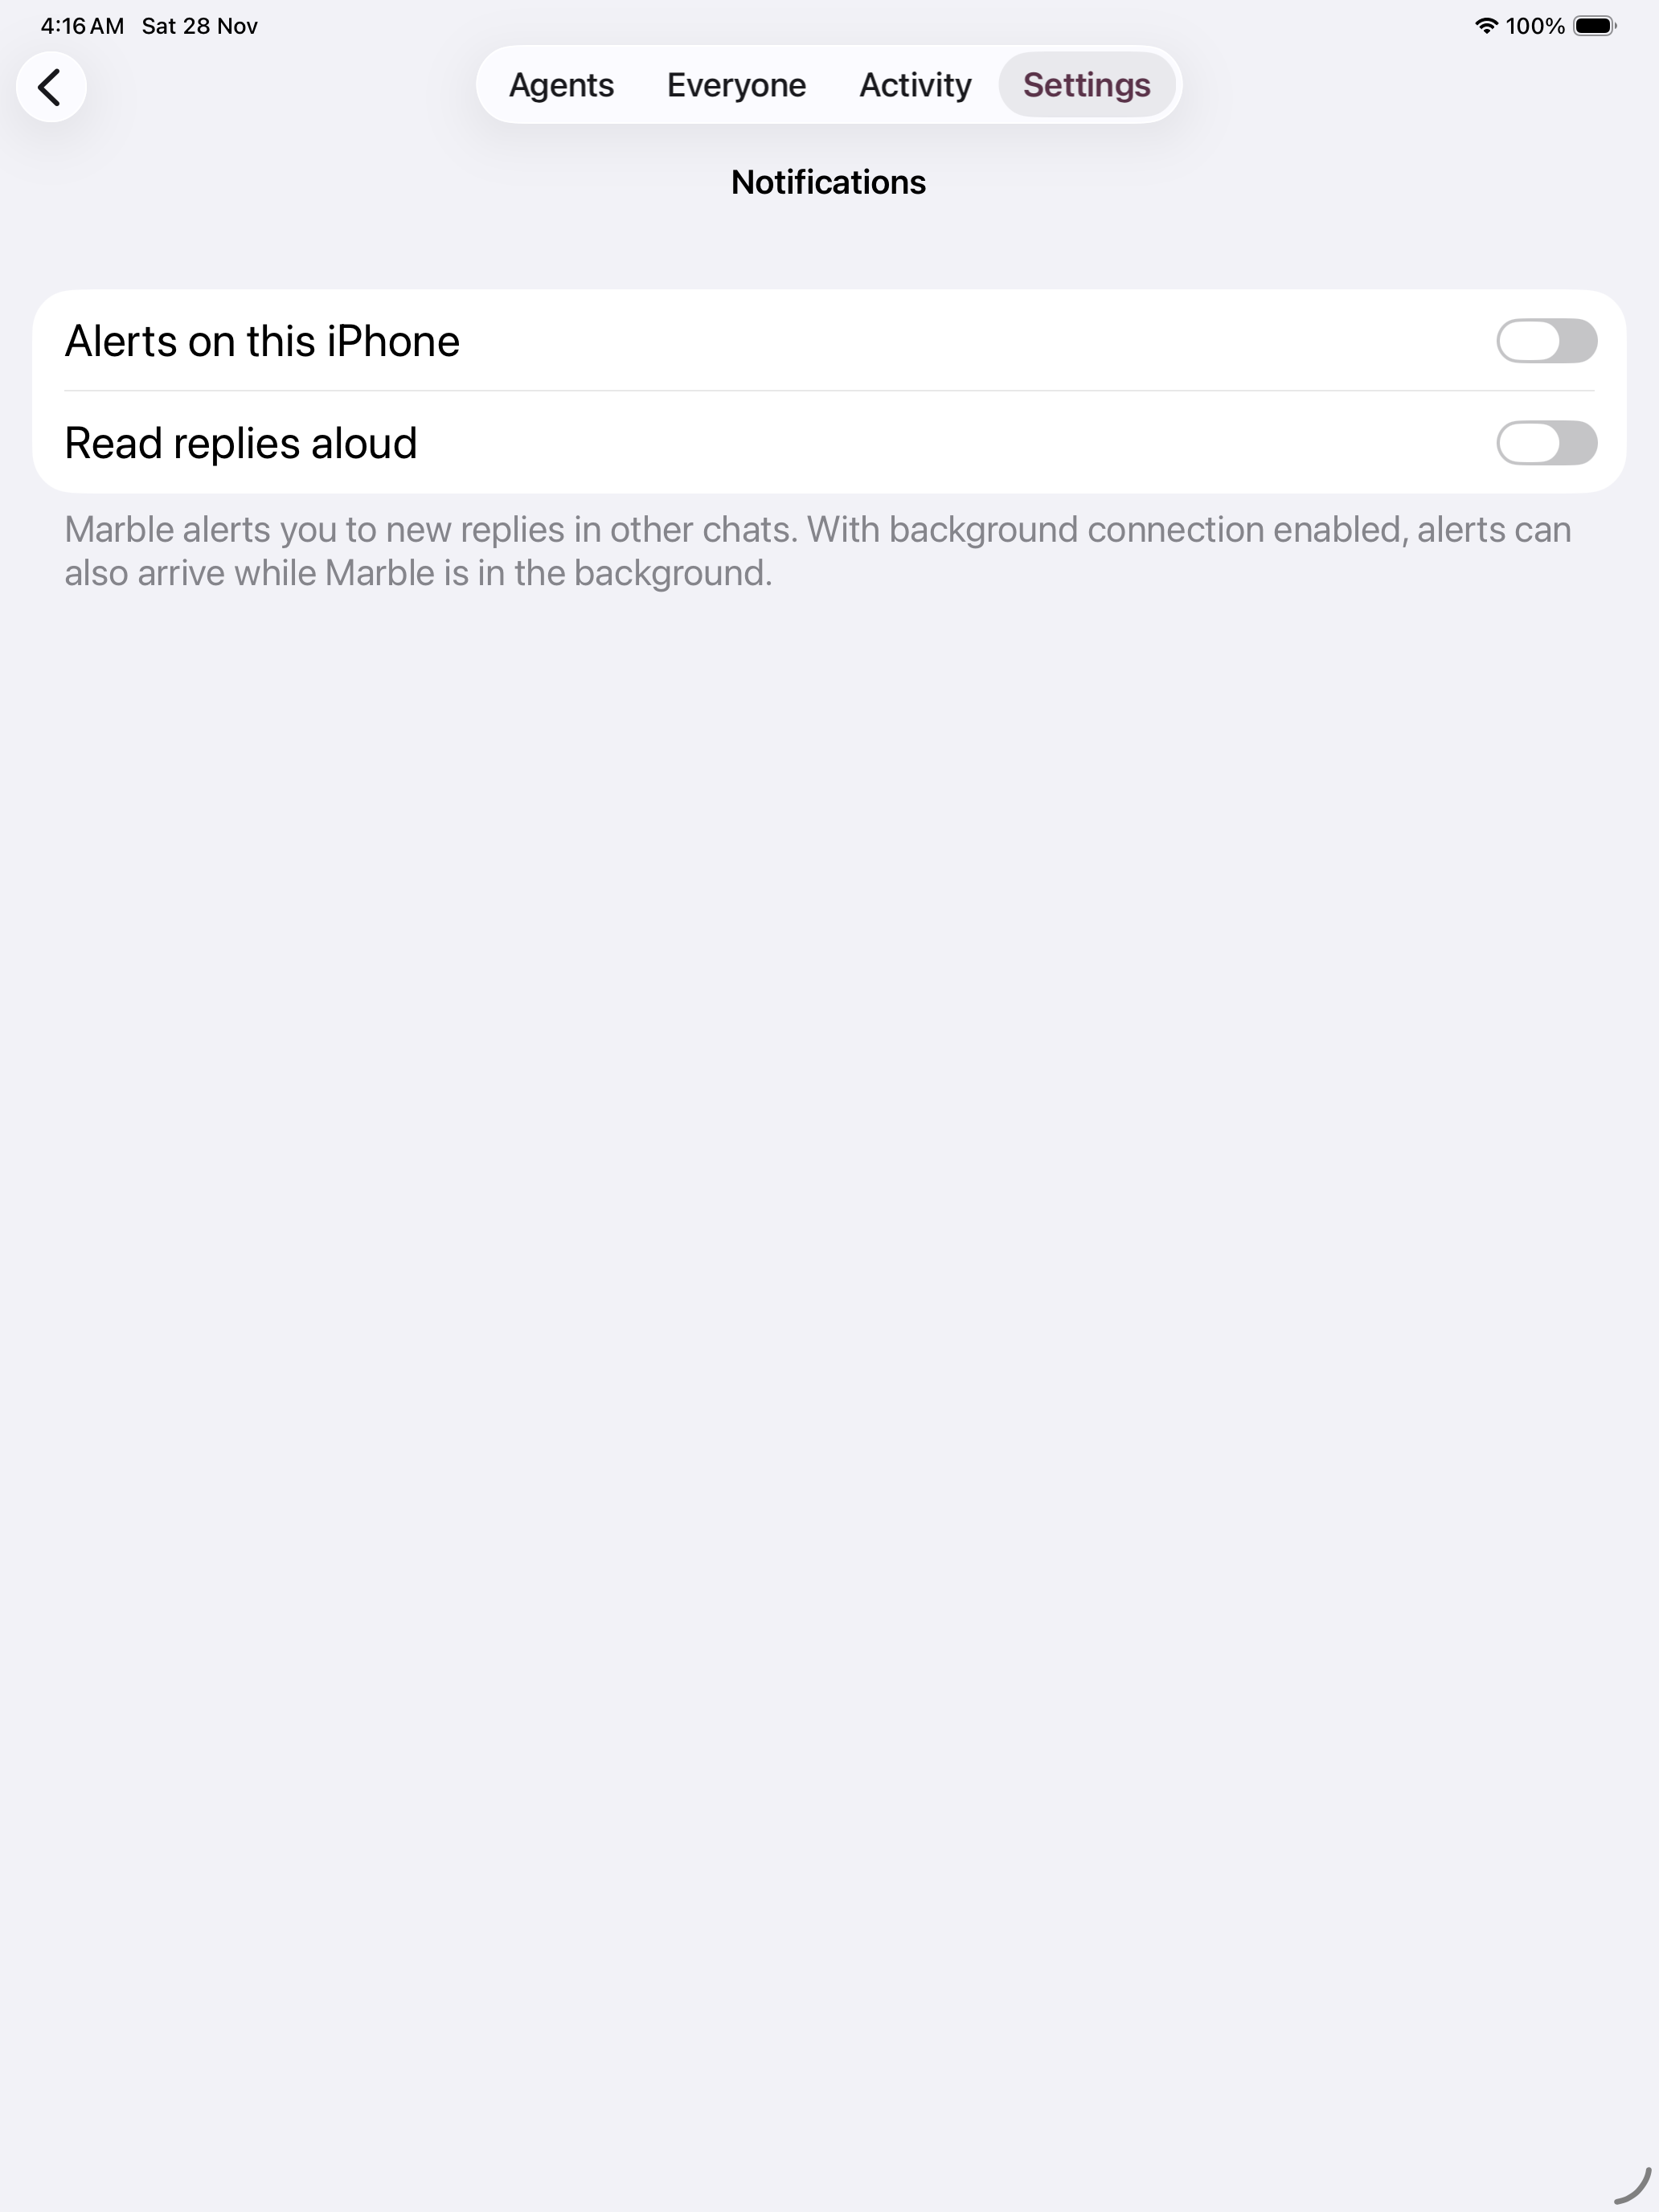 4:16 AM Sat 28 Nov
100%
Agents Everyone Activity Settings
Notifications
Alerts on this iPhone
Read replies aloud
Marble alerts you to new replies in other chats. With background connection enabled, alerts can
also arrive while Marble is in the background.